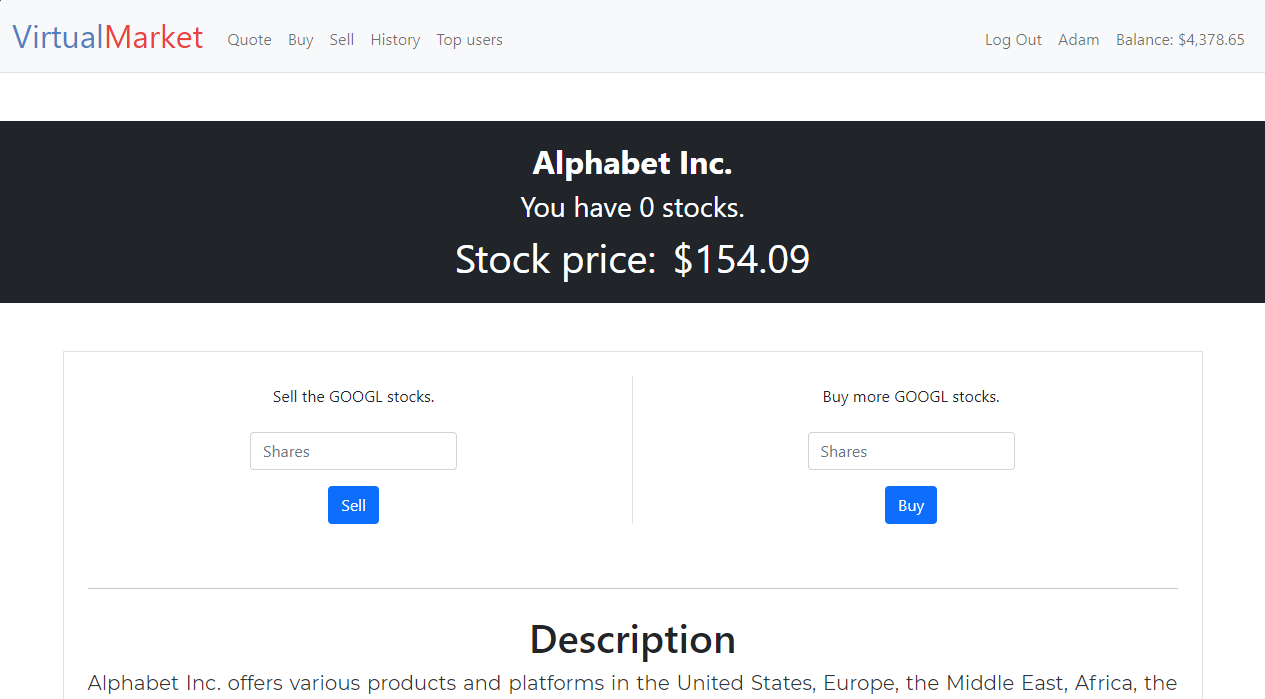 VirtualMarket Quote Buy Sell History Top users Log Out Adam Balance: $4,378.65
Alphabet Inc.
You have 0 stocks.
Stock price: $154.09
Sell the GOOGL stocks. Buy more GOOGL stocks.
Shares Shares
Sell Buy
Description
Alphabet Inc. offers various products and platforms in the United States, Europe, the Middle East, Africa, the